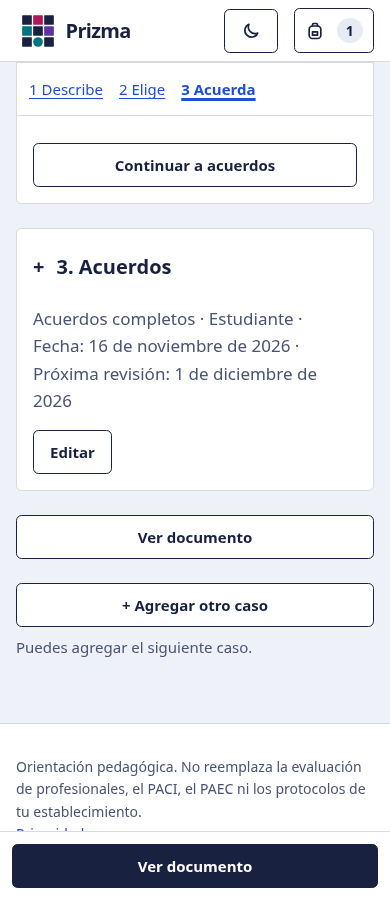 Prizma
1
1 Describe 2 Elige 3 Acuerda
Continuar a acuerdos
+ 3. Acuerdos
Acuerdos completos · Estudiante ·
Fecha: 16 de noviembre de 2026 ·
Próxima revisión: 1 de diciembre de
2026
Editar
Ver documento
+ Agregar otro caso
Puedes agregar el siguiente caso.
Orientación pedagógica. No reemplaza la evaluación
de profesionales, el PACI, el PAEC ni los protocolos de
tu establecimiento.
Ver documento